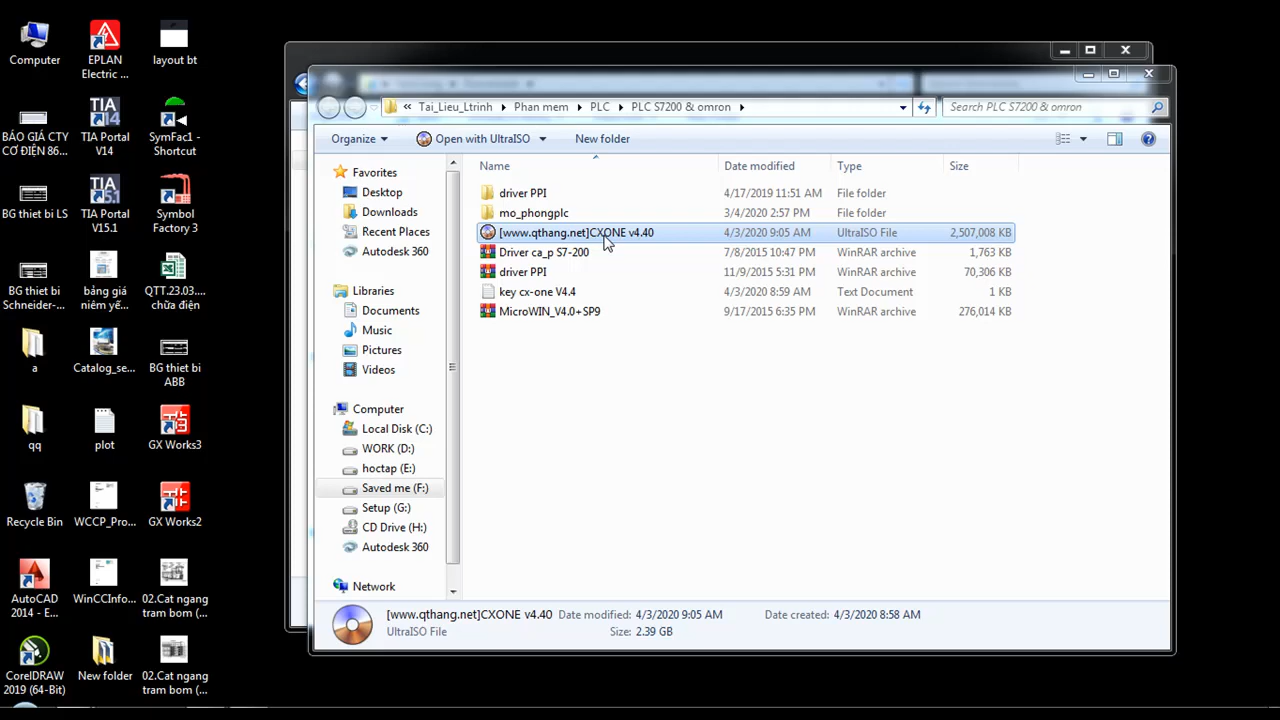 Computer
EPLAN
Electric ...
layout bt
BÁO GIÁ CTY
CƠ ĐIỆN 86...
TIA Portal
V14
SymFac1 -
Shortcut
BG thiet bi LS
TIA Portal
V15.1
Symbol
Factory 3
BG thiet bi
Schneider-...
bảng giá
niêm yế...
QTT.23.03....
chữa điện
a
Catalog_se...
BG thiet bi
ABB
qq
plot
GX Works3
Recycle Bin
WCCP_Pro...
GX Works2
AutoCAD
2014 - E...
WinCCInfo...
02.Cat ngang
tram bom (...
CorelDRAW
2019 (64-Bit)
New folder
02.Cat ngang
tram bom (...
« Tai_Lieu_Ltrinh Phan mem PLC PLC S7200 & omron
Search PLC S7200 & omron
Organize Open with UltraISO New folder
Favorites
Desktop
Downloads
Recent Places
Autodesk 360
Libraries
Documents
Music
Pictures
Videos
Computer
Local Disk (C:)
WORK (D:)
hoctap (E:)
Saved me (F:)
Setup (G:)
CD Drive (H:)
Autodesk 360
Network
Name Date modified Type Size
driver PPI 4/17/2019 11:51 AM File folder
mo_phongplc 3/4/2020 2:57 PM File folder
[www.qthang.net]CXONE v4.40 4/3/2020 9:05 AM UltraISO File 2,507,008 KB
Driver ca_p S7-200 7/8/2015 10:47 PM WinRAR archive 1,763 KB
driver PPI 11/9/2015 5:31 PM WinRAR archive 70,306 KB
key cx-one V4.4 4/3/2020 8:59 AM Text Document 1 KB
MicroWIN_V4.0+SP9 9/17/2015 6:35 PM WinRAR archive 276,014 KB
[www.qthang.net]CXONE v4.40 Date modified: 4/3/2020 9:05 AM Date created: 4/3/2020 8:58 AM
UltraISO File Size: 2.39 GB